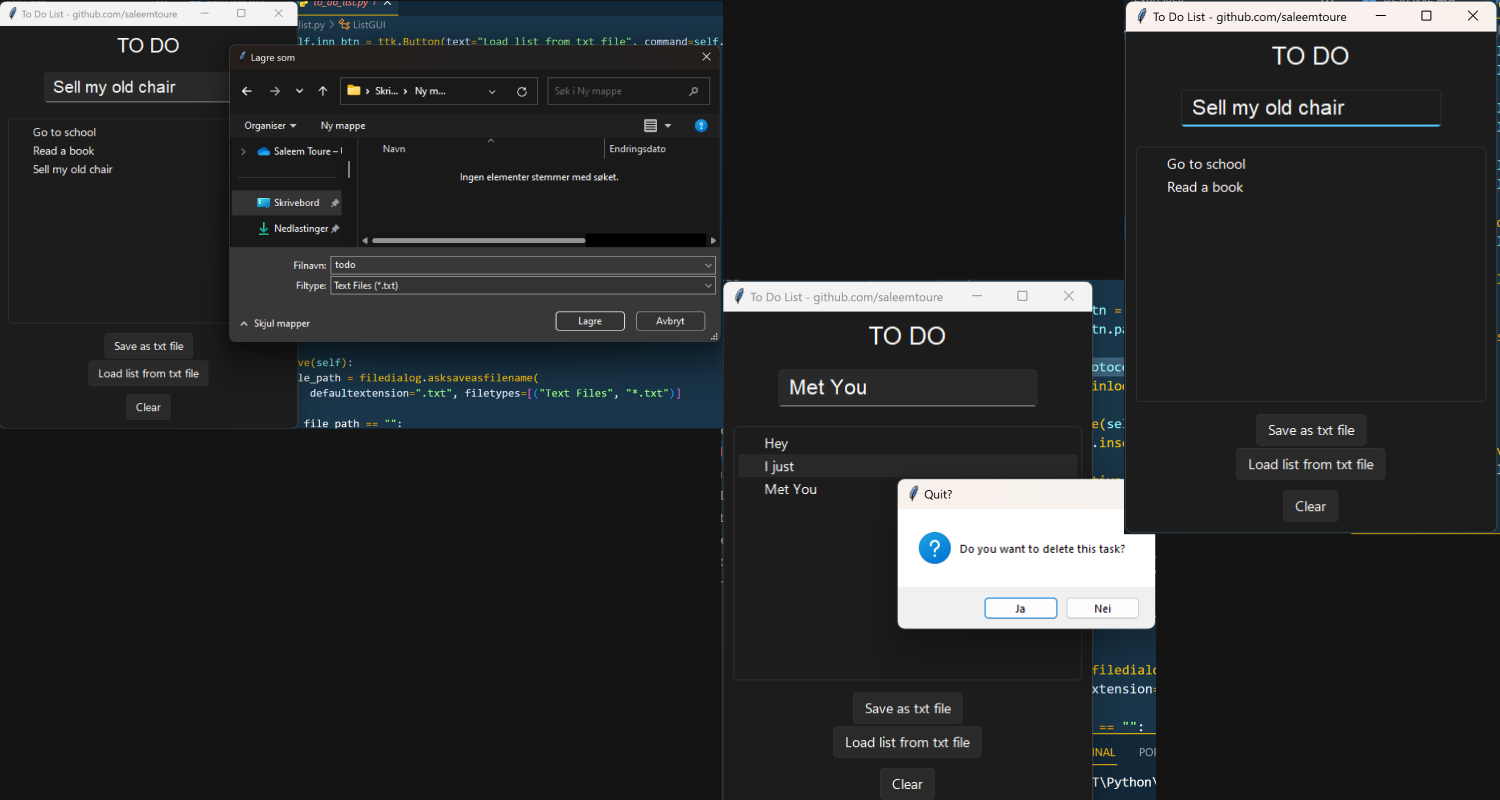 To Do List - github.com/saleemtoure
TO DO
Sell my old chair
Go to school
Read a book
Sell my old chair
Save as txt file
Load list from txt file
Clear
to_do_list.py
list.py > ListGUI
lf.inn_btn = ttk.Button(text="Load list from txt file", command=self.
Lagre som
Skri... > Ny m...
Søk i Ny mappe
Organiser
Ny mappe
Saleem Toure –
Skrivebord
Nedlastinger
Navn
Endringsdato
Ingen elementer stemmer med søket.
Filnavn: todo
Filtype: Text Files (*.txt)
Skjul mapper
Lagre
Avbryt
ve(self):
le_path = filedialog.asksaveasfilename(
defaultextension=".txt", filetypes=[("Text Files", "*.txt")]
file_path == "":
To Do List - github.com/saleemtoure
TO DO
Met You
Hey
I just
Met You
Quit?
Do you want to delete this task?
Ja
Nei
Save as txt file
Load list from txt file
Clear
tn =
tn.pa
otoco
inloo
e(sel
.inse
filedialo
xtension=
== "":
INAL
POR
T\Python\
To Do List - github.com/saleemtoure
TO DO
Sell my old chair
Go to school
Read a book
Save as txt file
Load list from txt file
Clear